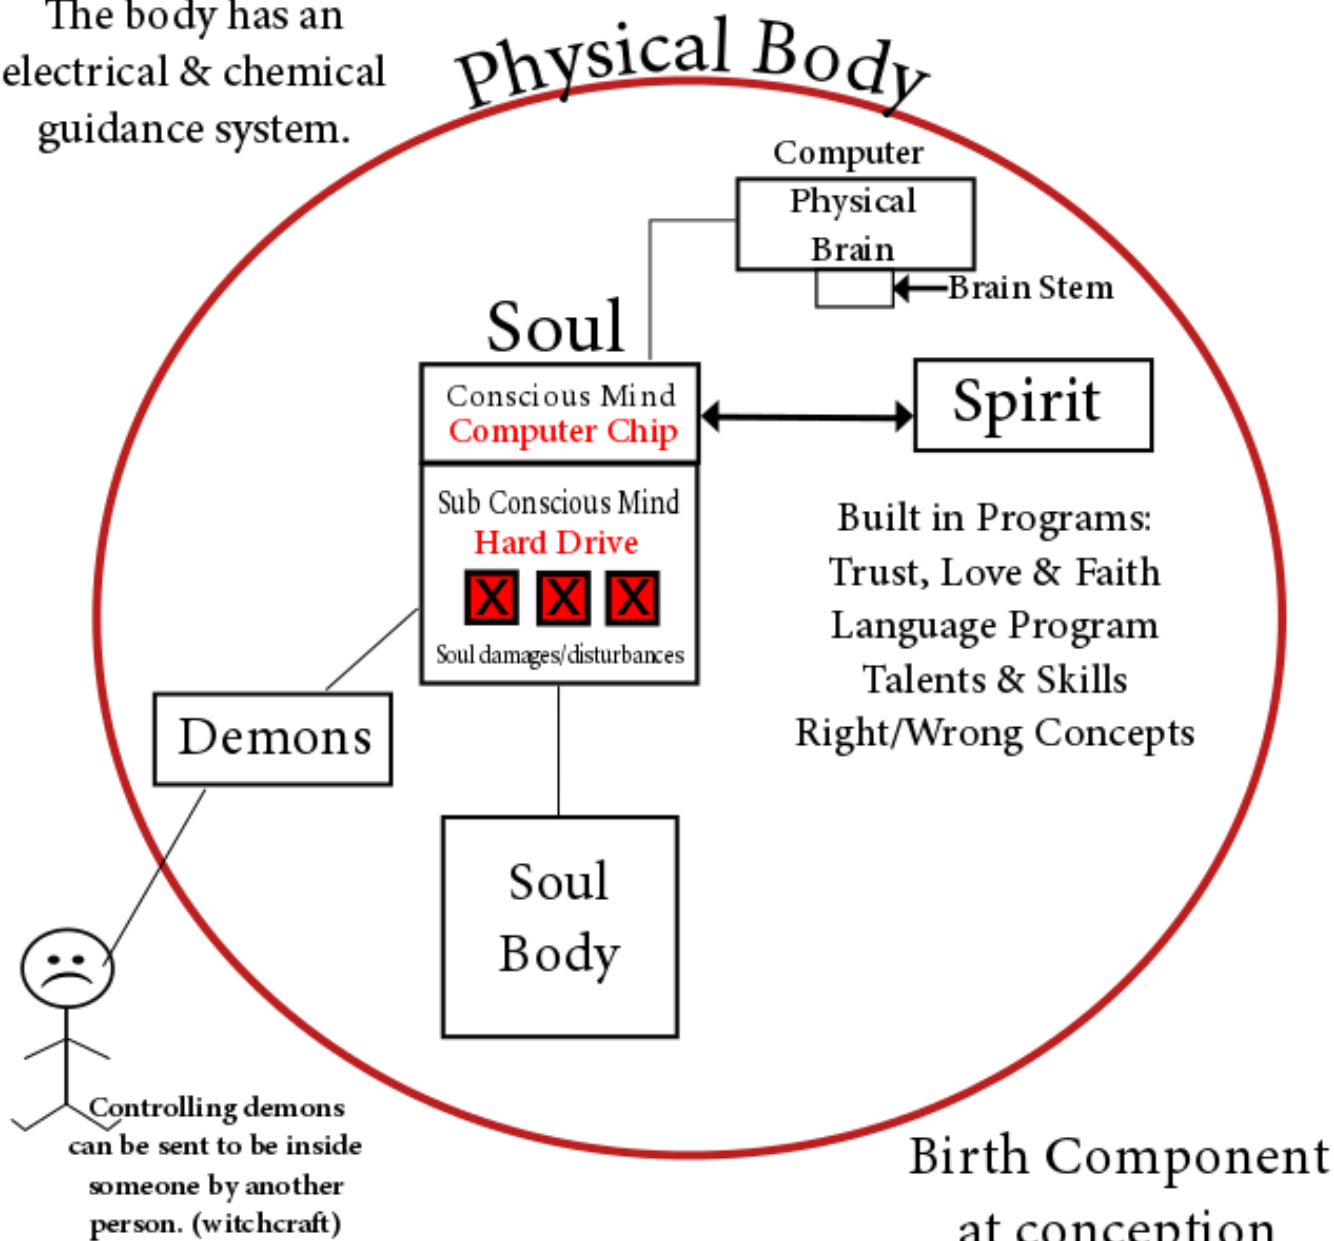 The body has an
electrical & chemical
guidance system.
Physical Body
Computer
Physical
Brain
Brain Stem
Soul
Conscious Mind
Computer Chip
Spirit
Sub Conscious Mind
Hard Drive
X X X
Soul damages/disturbances
Built in Programs:
Trust, Love & Faith
Language Program
Talents & Skills
Right/Wrong Concepts
Demons
Soul
Body
Controlling demons
can be sent to be inside
someone by another
person. (witchcraft)
Birth Component
at conception